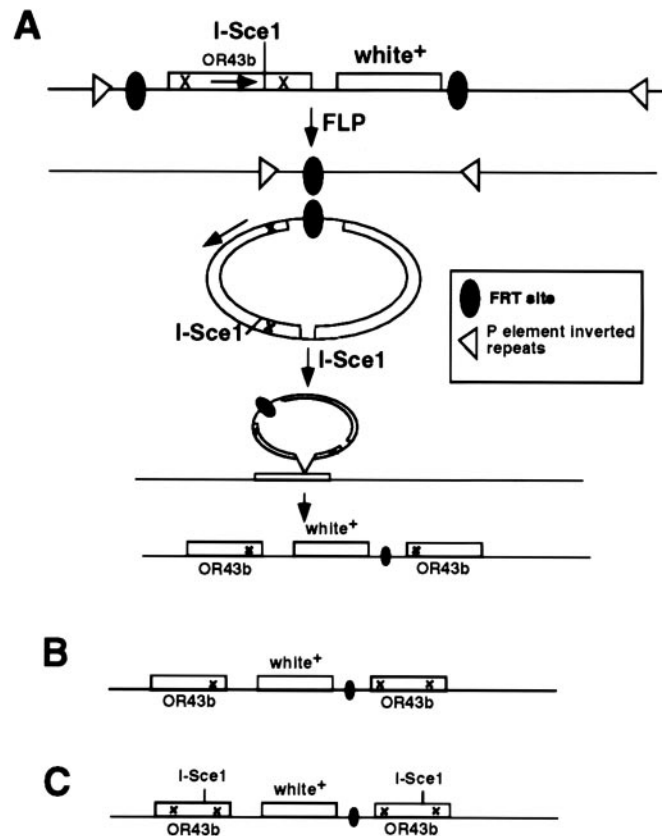 A
I-Sce1
OR43b
white+
X
X
FLP
I-Sce1
x
x
I-Sce1
FRT site
P element inverted
repeats
white+
x
x
OR43b
OR43b
B
white+
x
x
x
OR43b
OR43b
C
I-Sce1
white+
I-Sce1
x
x
x
x
OR43b
OR43b